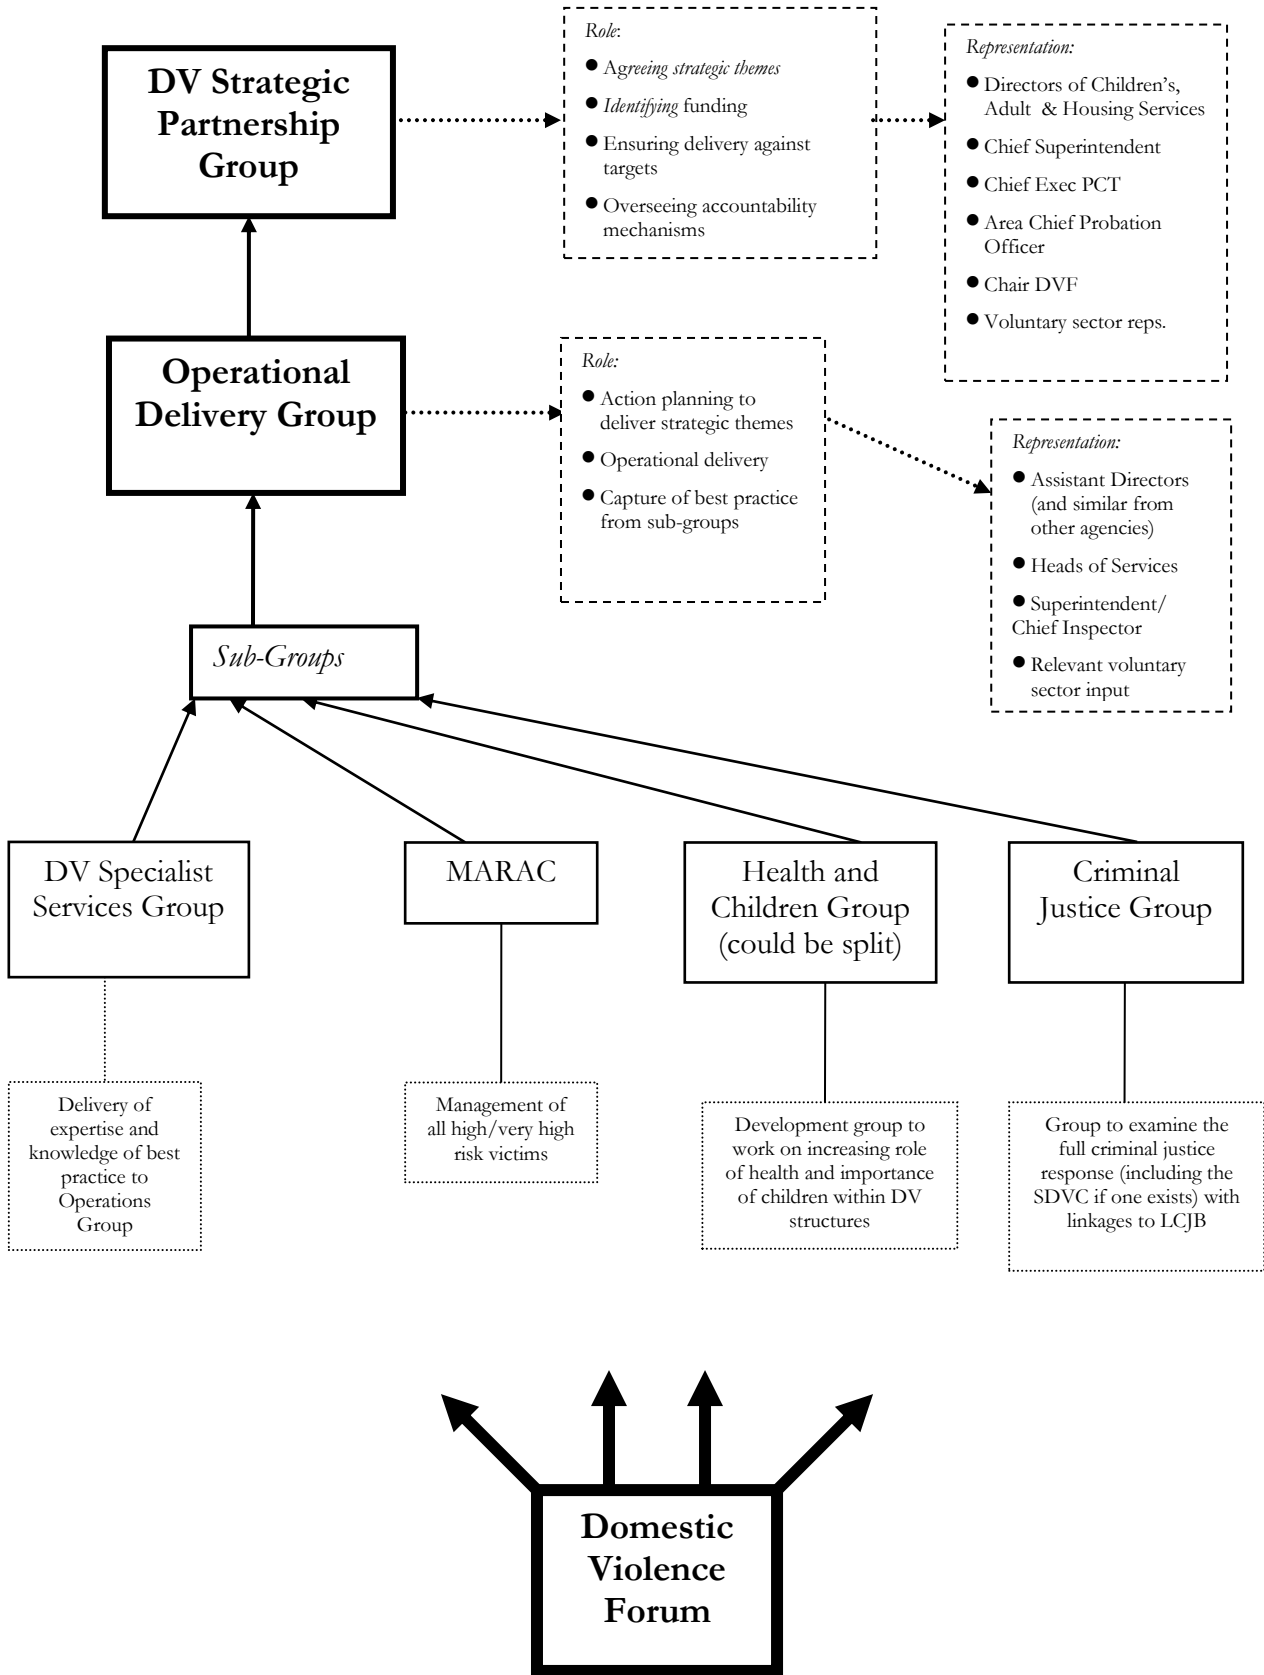 DV Strategic
Partnership
Group
Role:
● Agreeing strategic themes
● Identifying funding
● Ensuring delivery against
targets
● Overseeing accountability
mechanisms
Representation:
● Directors of Children's,
Adult & Housing Services
● Chief Superintendent
● Chief Exec PCT
● Area Chief Probation
Officer
● Chair DVF
● Voluntary sector reps.
Operational
Delivery Group
Role:
● Action planning to
deliver strategic themes
● Operational delivery
● Capture of best practice
from sub-groups
Representation:
● Assistant Directors
(and similar from
other agencies)
● Heads of Services
● Superintendent/
Chief Inspector
● Relevant voluntary
sector input
Sub-Groups
DV Specialist
Services Group
MARAC
Health and
Children Group
(could be split)
Criminal
Justice Group
Delivery of
expertise and
knowledge of best
practice to
Operations
Group
Management of
all high/very high
risk victims
Development group to
work on increasing role
of health and importance
of children within DV
structures
Group to examine the
full criminal justice
response (including the
SDVC if one exists) with
linkages to LCJB
Domestic
Violence
Forum